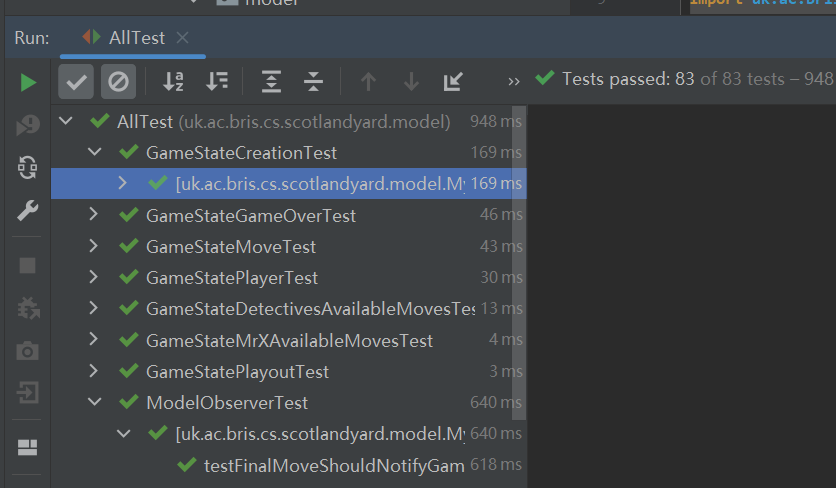 model
import uk.ac.bri
Run: AllTest
Tests passed: 83 of 83 tests – 948
AllTest (uk.ac.bris.cs.scotlandyard.model) 948 ms
GameStateCreationTest 169 ms
[uk.ac.bris.cs.scotlandyard.model.My 169 ms
GameStateGameOverTest 46 ms
GameStateMoveTest 43 ms
GameStatePlayerTest 30 ms
GameStateDetectivesAvailableMovesTes 13 ms
GameStateMrXAvailableMovesTest 4 ms
GameStatePlayoutTest 3 ms
ModelObserverTest 640 ms
[uk.ac.bris.cs.scotlandyard.model.My 640 ms
testFinalMoveShouldNotifyGam 618 ms